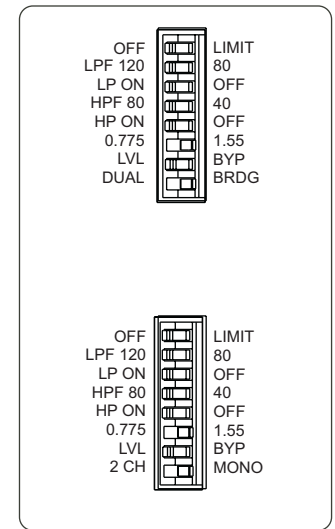 OFF LIMIT
LPF 120 80
LP ON OFF
HPF 80 40
HP ON OFF
0.775 1.55
LVL BYP
DUAL BRDG
OFF LIMIT
LPF 120 80
LP ON OFF
HPF 80 40
HP ON OFF
0.775 1.55
LVL BYP
2 CH MONO